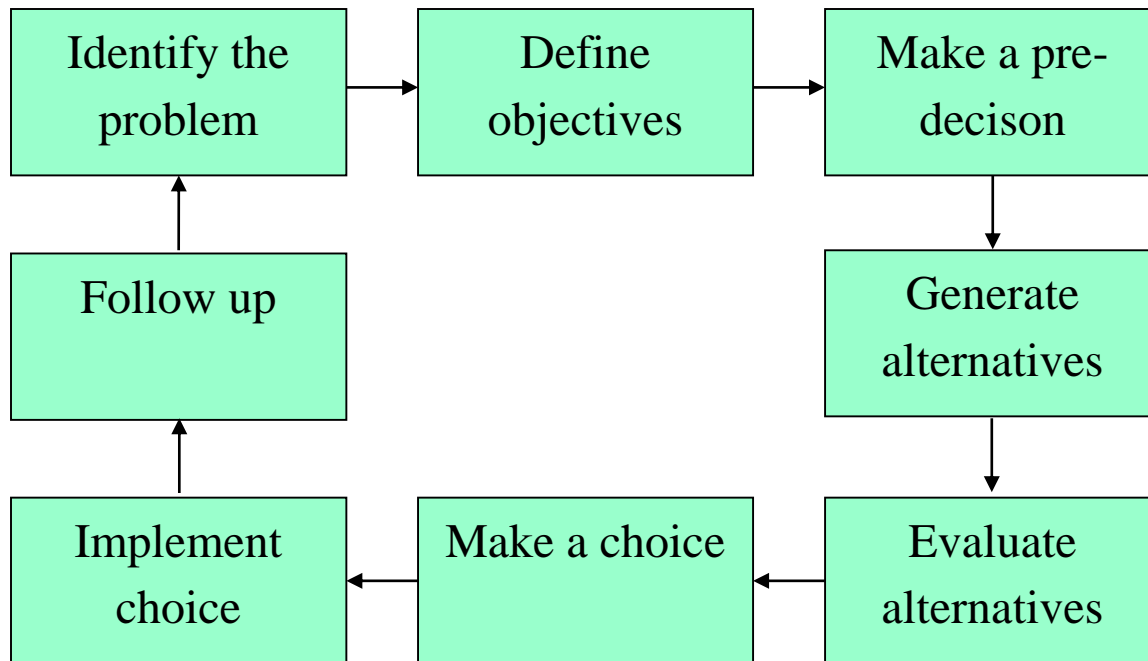 Identify the
problem
Define
objectives
Make a pre-
decison
Follow up
Generate
alternatives
Implement
choice
Make a choice
Evaluate
alternatives